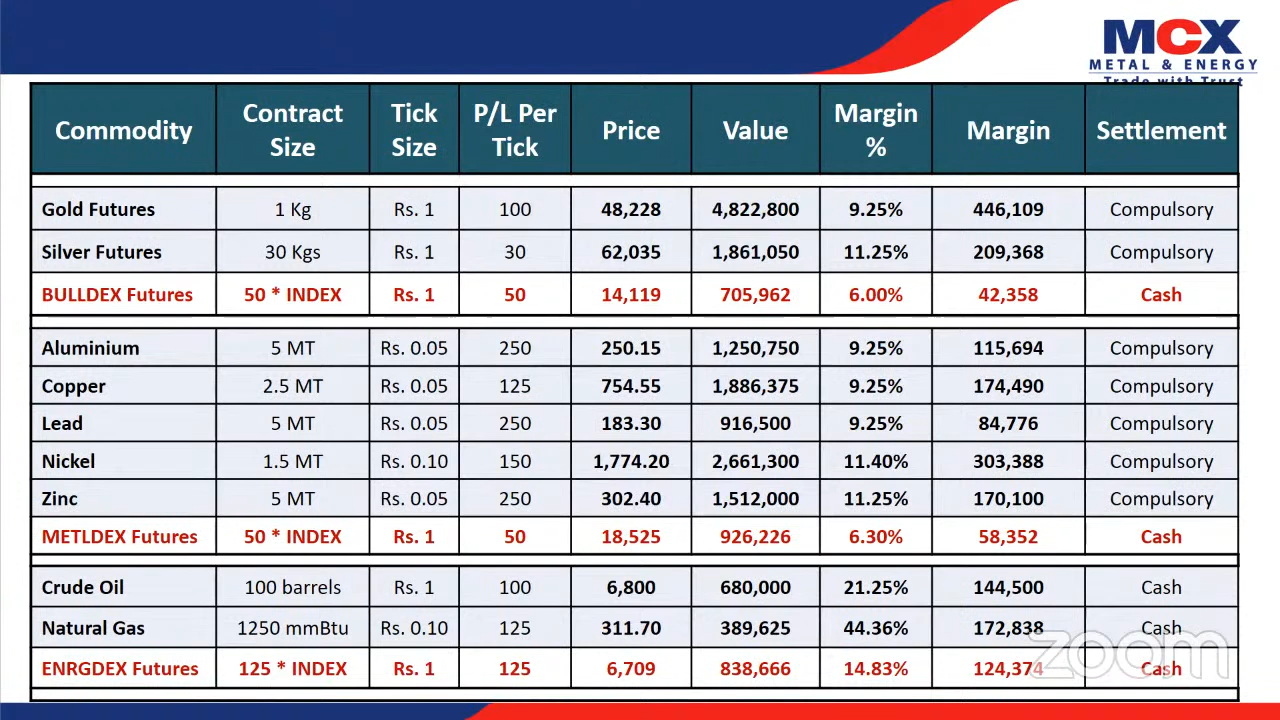 MCX
METAL & ENERGY
Trade with Trust
Commodity Contract Size Tick Size P/L Per Tick Price Value Margin % Margin Settlement
Gold Futures 1 Kg Rs. 1 100 48,228 4,822,800 9.25% 446,109 Compulsory
Silver Futures 30 Kgs Rs. 1 30 62,035 1,861,050 11.25% 209,368 Compulsory
BULLDEX Futures 50 * INDEX Rs. 1 50 14,119 705,962 6.00% 42,358 Cash
Aluminium 5 MT Rs. 0.05 250 250.15 1,250,750 9.25% 115,694 Compulsory
Copper 2.5 MT Rs. 0.05 125 754.55 1,886,375 9.25% 174,490 Compulsory
Lead 5 MT Rs. 0.05 250 183.30 916,500 9.25% 84,776 Compulsory
Nickel 1.5 MT Rs. 0.10 150 1,774.20 2,661,300 11.40% 303,388 Compulsory
Zinc 5 MT Rs. 0.05 250 302.40 1,512,000 11.25% 170,100 Compulsory
METLDEX Futures 50 * INDEX Rs. 1 50 18,525 926,226 6.30% 58,352 Cash
Crude Oil 100 barrels Rs. 1 100 6,800 680,000 21.25% 144,500 Cash
Natural Gas 1250 mmBtu Rs. 0.10 125 311.70 389,625 44.36% 172,838 Cash
ENRGDEX Futures 125 * INDEX Rs. 1 125 6,709 838,666 14.83% 124,374 Cash
zoom